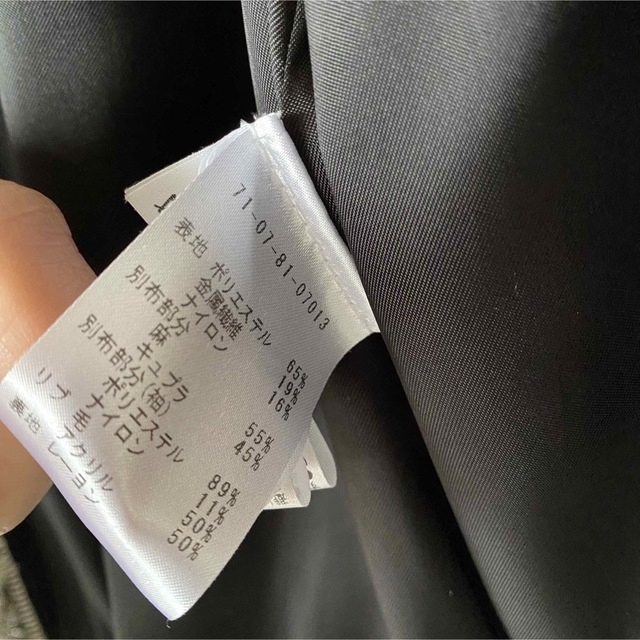 71-07-81-07013
表地 ポリエステル 65%
金属繊維 19%
ナイロン 16%
別布部分 麻 55%
キュプラ 45%
別布部分(袖)
ポリエステル 89%
ナイロン 11%
リブ 毛 50%
アクリル 50%
裏地 レーヨン